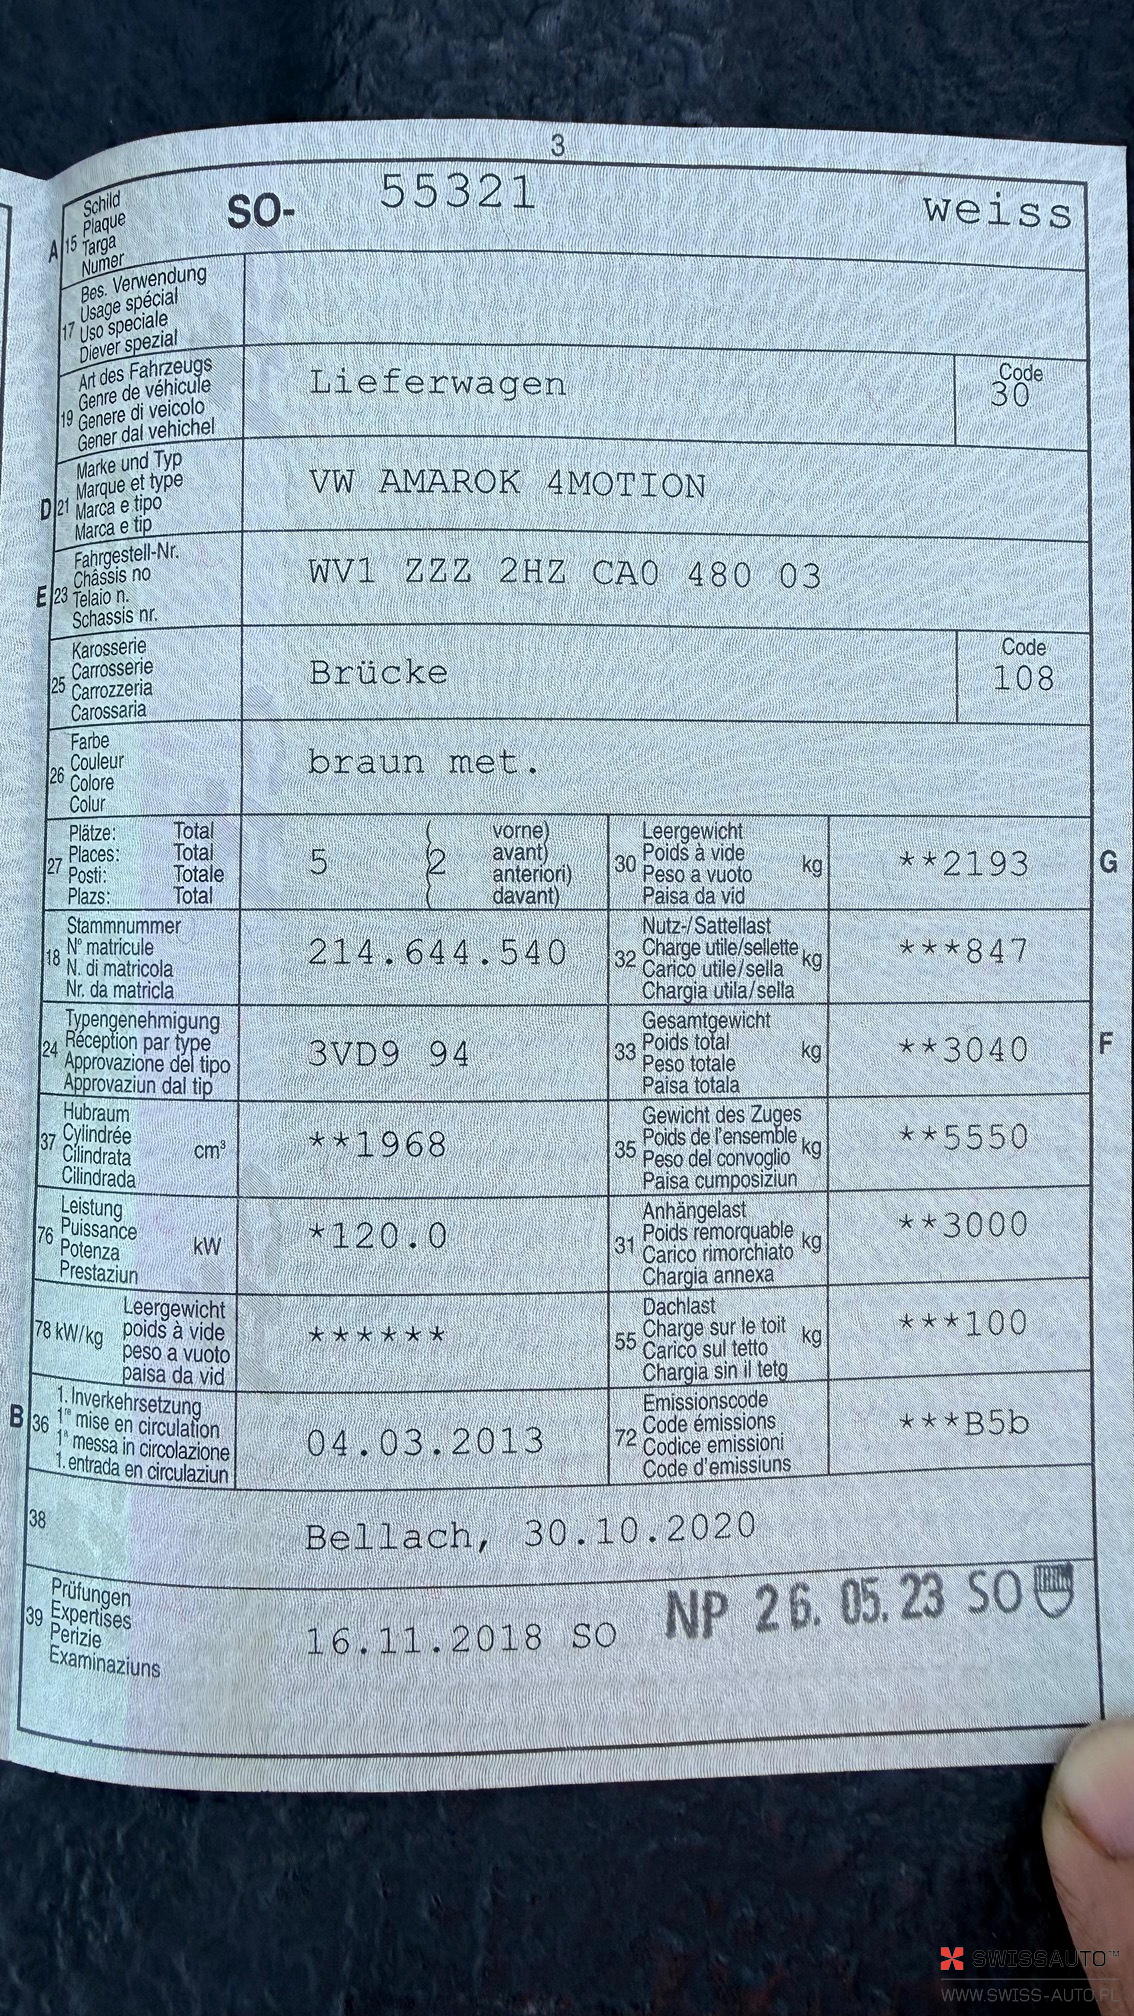 3
A 15 Schild
Plaque
Targa
Numer
SO- 55321 weiss
17 Bes. Verwendung
Usage spécial
Uso speciale
Diever spezial
19 Art des Fahrzeugs
Genre de véhicule
Genere di veicolo
Gener dal vehichel
Lieferwagen
Code
30
D 21 Marke und Typ
Marque et type
Marca e tipo
Marca e tip
VW AMAROK 4MOTION
E 23 Fahrgestell-Nr.
Châssis no
Telaio n.
Schassis nr.
WV1 ZZZ 2HZ CA0 480 03
25 Karosserie
Carrosserie
Carrozzeria
Carossaria
Brücke
Code
108
26 Farbe
Couleur
Colore
Colur
braun met.
27 Plätze: Total
Places: Total
Posti: Totale
Plazs: Total
5 ( 2 vorne)
( avant)
( anteriori)
( davant)
30 Leergewicht
Poids à vide
Peso a vuoto
Paisa da vid
kg
**2193
G
18 Stammnummer
N° matricule
N. di matricola
Nr. da matricla
214.644.540
32 Nutz-/Sattellast
Charge utile/sellette
Carico utile/sella
Chargia utila/sella
kg
***847
24 Typengenehmigung
Réception par type
Approvazione del tipo
Approvaziun dal tip
3VD9 94
33 Gesamtgewicht
Poids total
Peso totale
Paisa totala
kg
**3040
F
37 Hubraum
Cylindrée
Cilindrata
Cilindrada
cm³
**1968
35 Gewicht des Zuges
Poids de l'ensemble
Peso del convoglio
Paisa cumposiziun
kg
**5550
76 Leistung
Puissance
Potenza
Prestaziun
kW
*120.0
31 Anhängelast
Poids remorquable
Carico rimorchiato
Chargia annexa
kg
**3000
78 kW/kg
Leergewicht
poids à vide
peso a vuoto
paisa da vid
******
55 Dachlast
Charge sur le toit
Carico sul tetto
Chargia sin il tetg
kg
***100
B 36 1. Inverkehrsetzung
1re mise en circulation
1a messa in circolazione
1. entrada en circulaziun
04.03.2013
72 Emissionscode
Code émissions
Codice emissioni
Code d'emissiuns
***B5b
38
Bellach, 30.10.2020
39 Prüfungen
Expertises
Perizie
Examinaziuns
16.11.2018 SO
NP 26.05.23 SO
SWISSAUTO™
WWW.SWISS-AUTO.PL